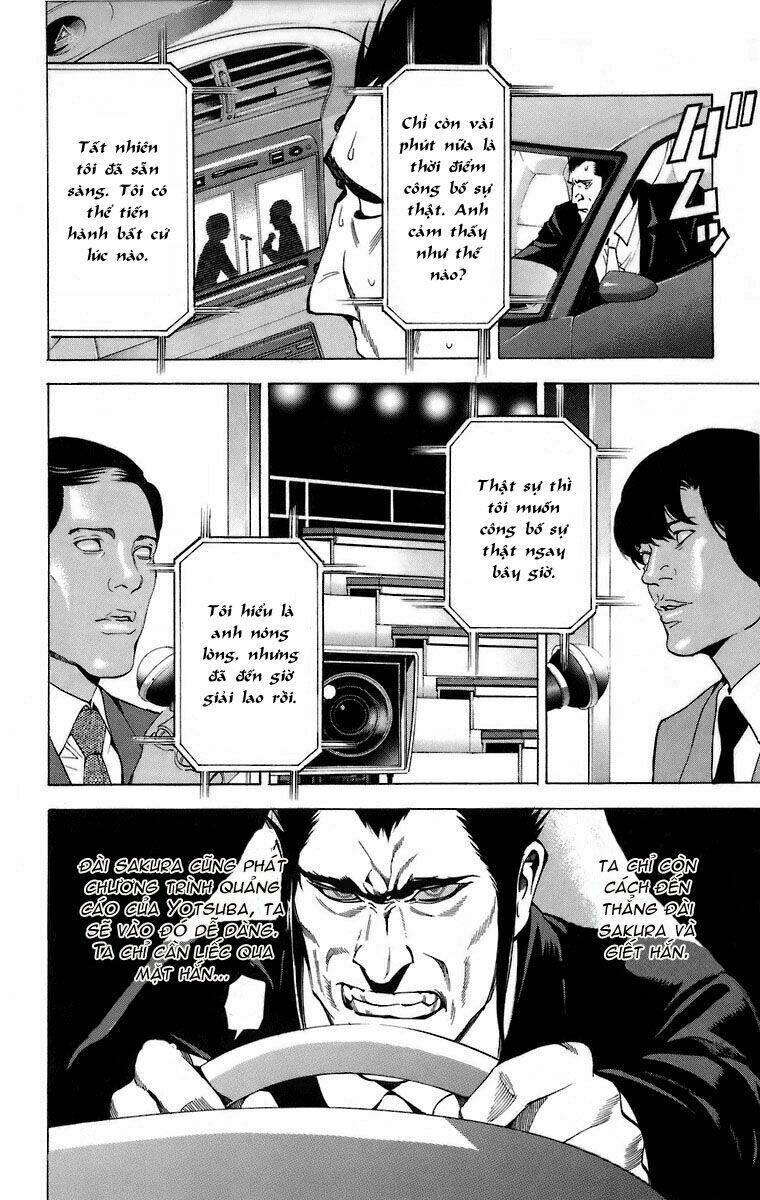 Chỉ còn vài
phút nữa là
thời điểm
công bố sự
thật. Anh
cảm thấy
như thế
nào?
Tất nhiên
tôi đã sẵn
sàng. Tôi có
thể tiến
hành bất cứ
lúc nào.
Thật sự thì
tôi muốn
công bố sự
thật ngay
bây giờ.
Tôi hiểu là
anh nóng
lòng. nhưng
đã đến giờ
giải lao rồi.
TA CHỈ CÒN
CÁCH ĐẾN
THẲNG ĐÀI
SAKURA VÀ
GIẾT HẮN.
ĐÀI SAKURA CŨNG PHÁT
CHƯƠNG TRÌNH QUẢNG
CÁO CỦA YOTSUBA, TA
SẼ VÀO ĐÓ DỄ DÀNG.
TA CHỈ CẦN LIẾC QUA
MẶT HẮN...